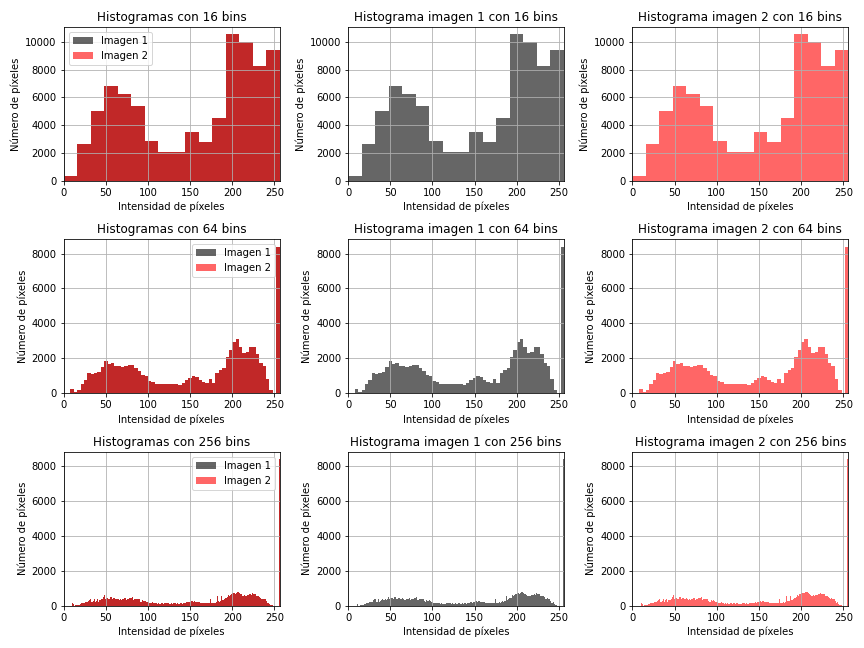 Histogramas con 16 bins
Histograma imagen 1 con 16 bins
Histograma imagen 2 con 16 bins
Número de píxeles
10000
8000
6000
4000
2000
0
Imagen 1
Imagen 2
0 50 100 150 200 250
Intensidad de píxeles
Número de píxeles
10000
8000
6000
4000
2000
0
0 50 100 150 200 250
Intensidad de píxeles
Número de píxeles
10000
8000
6000
4000
2000
0
0 50 100 150 200 250
Intensidad de píxeles
Histogramas con 64 bins
Histograma imagen 1 con 64 bins
Histograma imagen 2 con 64 bins
Número de píxeles
8000
6000
4000
2000
0
Imagen 1
Imagen 2
0 50 100 150 200 250
Intensidad de píxeles
Número de píxeles
8000
6000
4000
2000
0
0 50 100 150 200 250
Intensidad de píxeles
Número de píxeles
8000
6000
4000
2000
0
0 50 100 150 200 250
Intensidad de píxeles
Histogramas con 256 bins
Histograma imagen 1 con 256 bins
Histograma imagen 2 con 256 bins
Número de píxeles
8000
6000
4000
2000
0
Imagen 1
Imagen 2
0 50 100 150 200 250
Intensidad de píxeles
Número de píxeles
8000
6000
4000
2000
0
0 50 100 150 200 250
Intensidad de píxeles
Número de píxeles
8000
6000
4000
2000
0
0 50 100 150 200 250
Intensidad de píxeles